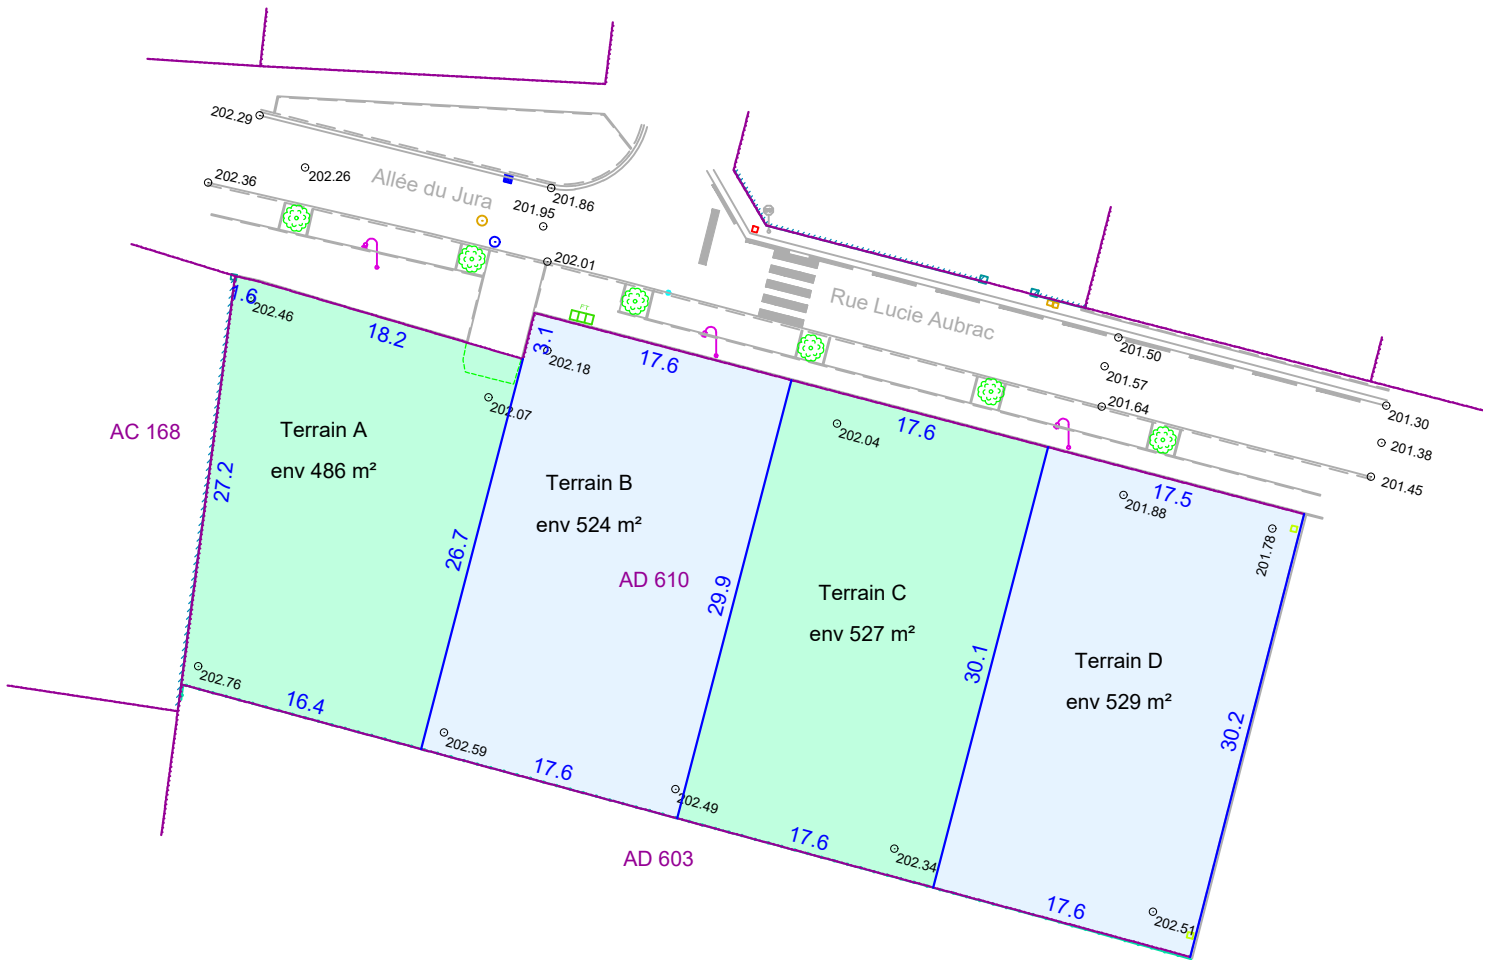 202.29
202.36
202.26
Allée du Jura
201.86
201.95
202.01
FT
Rue Lucie Aubrac
1.6
202.46
18.2
3.1
202.18
17.6
201.50
201.57
201.64
201.30
201.38
201.45
202.07
17.6
202.04
17.5
201.88
201.78
AC 168
27.2
Terrain A
env 486 m²
26.7
Terrain B
env 524 m²
AD 610
29.9
Terrain C
env 527 m²
30.1
Terrain D
env 529 m²
30.2
202.76
16.4
202.59
17.6
202.49
17.6
202.34
17.6
202.51
AD 603